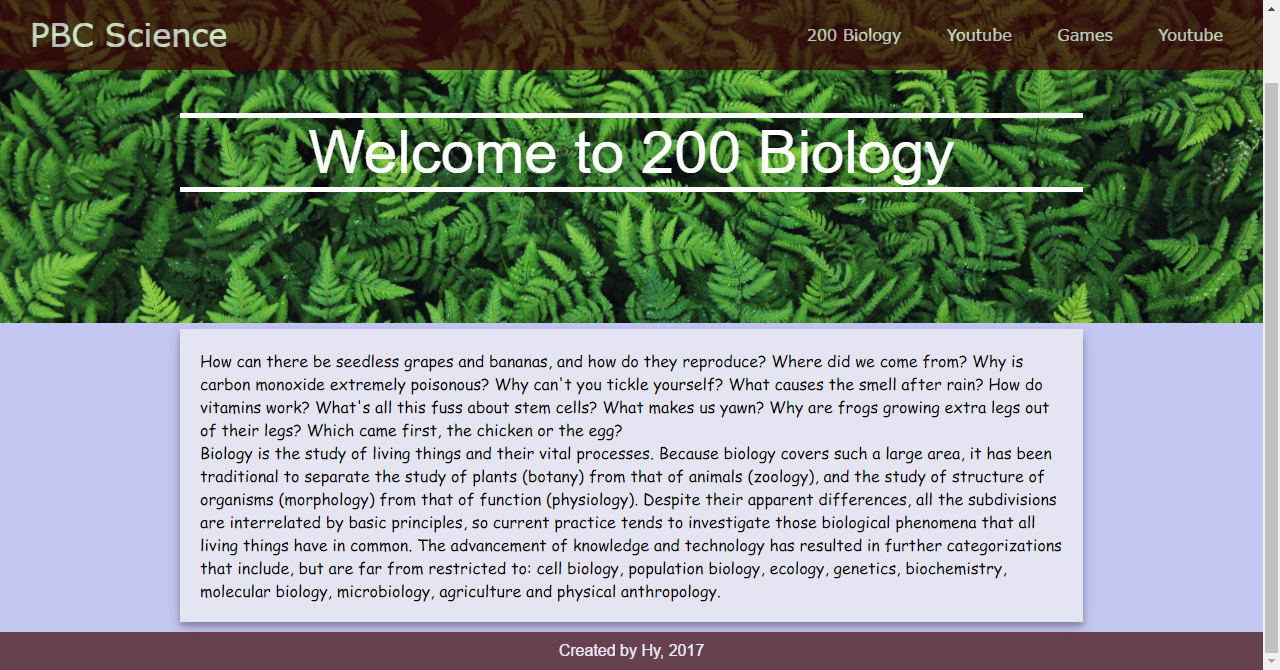 PBC Science
200 Biology Youtube Games Youtube
Welcome to 200 Biology
How can there be seedless grapes and bananas, and how do they reproduce? Where did we come from? Why is
carbon monoxide extremely poisonous? Why can't you tickle yourself? What causes the smell after rain? How do
vitamins work? What's all this fuss about stem cells? What makes us yawn? Why are frogs growing extra legs out
of their legs? Which came first, the chicken or the egg?
Biology is the study of living things and their vital processes. Because biology covers such a large area, it has been
traditional to separate the study of plants (botany) from that of animals (zoology), and the study of structure of
organisms (morphology) from that of function (physiology). Despite their apparent differences, all the subdivisions
are interrelated by basic principles, so current practice tends to investigate those biological phenomena that all
living things have in common. The advancement of knowledge and technology has resulted in further categorizations
that include, but are far from restricted to: cell biology, population biology, ecology, genetics, biochemistry,
molecular biology, microbiology, agriculture and physical anthropology.
Created by Hy, 2017